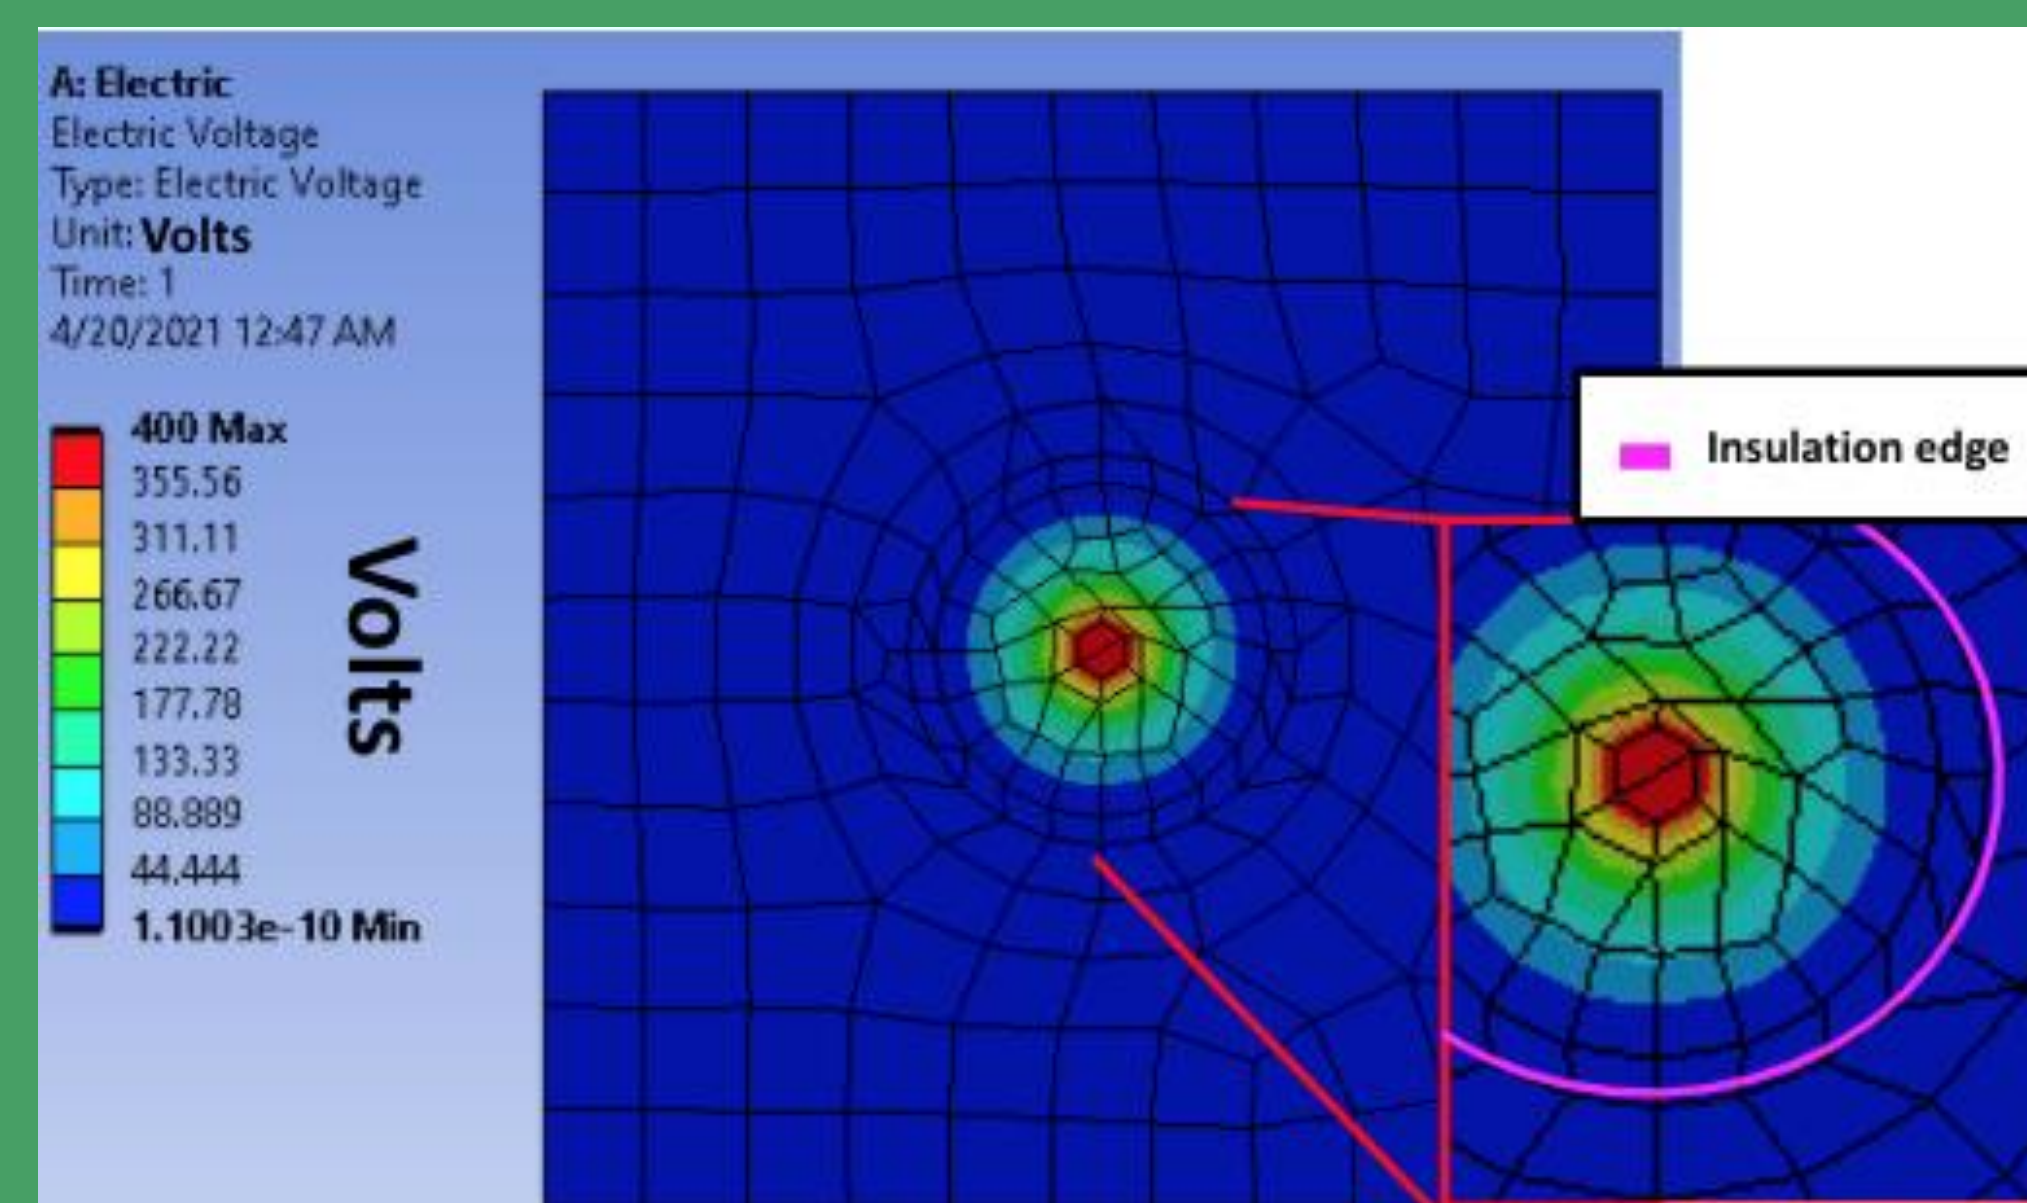 A: Electric
Electric Voltage
Type: Electric Voltage
Unit: Volts
Time: 1
4/20/2021 12:47 AM
400 Max
355.56
311.11
266.67
222.22
177.78
133.33
88.889
44.444
1.1003e-10 Min
Volts
Insulation edge